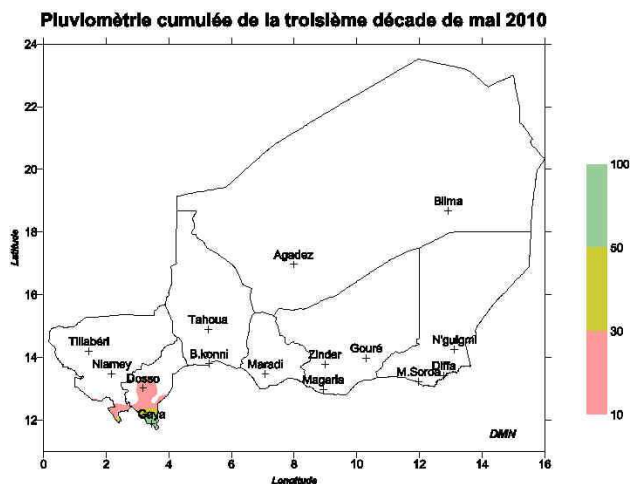 Pluviomètrie cumulée de la troisième décade de mai 2010
24
22
20
18
16
14
12
Latitude
Bilma
Agadez
Tahoua
Tillabéri
Niamey
Dosso
B.konni
Maradi
Zinder
Gouré
N'guigmi
Magaria
M.Soroa
Diffa
Gaya
DMN
0 2 4 6 8 10 12 14 16
Longitude
100
50
30
10